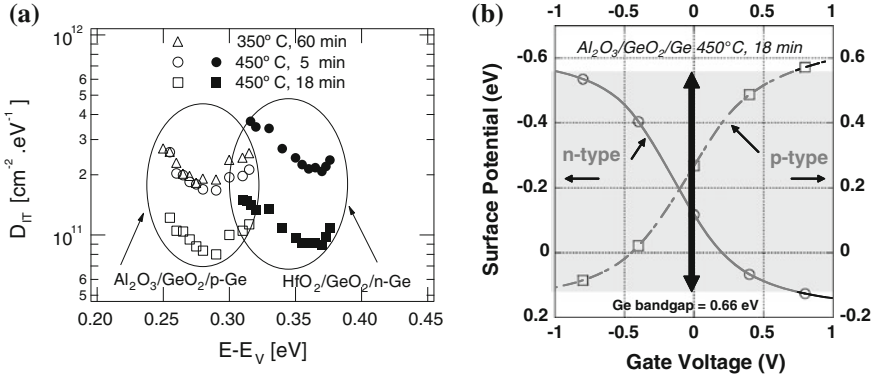 (a)
10¹²
8
7
6
5
4
3
2
10¹¹
8
7
6
5
D_IT [cm⁻².eV⁻¹]
△ 350° C, 60 min
○ ● 450° C, 5 min
□ ■ 450° C, 18 min
Al₂O₃/GeO₂/p-Ge
HfO₂/GeO₂/n-Ge
0.20 0.25 0.30 0.35 0.40 0.45
E-E_V [eV]
(b)
-1 -0.5 0 0.5 1
Al₂O₃/GeO₂/Ge 450°C, 18 min
-0.6
-0.4
-0.2
0
0.2
Surface Potential (eV)
n-type
p-type
0.6
0.4
0.2
0
-0.2
Ge bandgap = 0.66 eV
-1 -0.5 0 0.5 1
Gate Voltage (V)